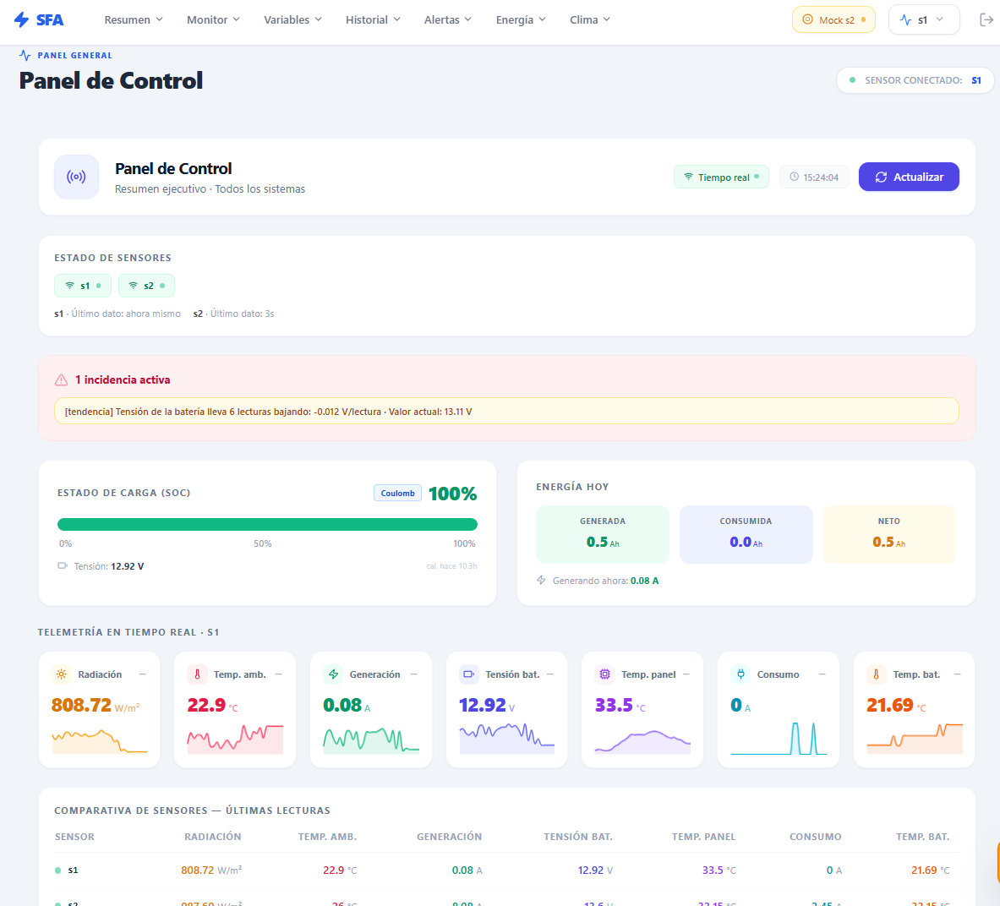 SFA Resumen Monitor Variables Historial Alertas Energía Clima Mock s2 s1
PANEL GENERAL
Panel de Control
SENSOR CONECTADO: S1
Panel de Control
Resumen ejecutivo · Todos los sistemas
Tiempo real 15:24:04 Actualizar
ESTADO DE SENSORES
s1 s2
s1 · Último dato: ahora mismo s2 · Último dato: 3s
1 incidencia activa
[tendencia] Tensión de la batería lleva 6 lecturas bajando: -0.012 V/lectura · Valor actual: 13.11 V
ESTADO DE CARGA (SOC) Coulomb 100%
0% 50% 100%
Tensión: 12.92 V cal. hace 10.3h
ENERGÍA HOY
GENERADA CONSUMIDA NETO
0.5 Ah 0.0 Ah 0.5 Ah
Generando ahora: 0.08 A
TELEMETRÍA EN TIEMPO REAL · S1
Radiación — Temp. amb. — Generación — Tensión bat. — Temp. panel — Consumo — Temp. bat. —
808.72 W/m² 22.9 °C 0.08 A 12.92 V 33.5 °C 0 A 21.69 °C
COMPARATIVA DE SENSORES — ÚLTIMAS LECTURAS
SENSOR RADIACIÓN TEMP. AMB. GENERACIÓN TENSIÓN BAT. TEMP. PANEL CONSUMO TEMP. BAT.
s1 808.72 W/m² 22.9 °C 0.08 A 12.92 V 33.5 °C 0 A 21.69 °C